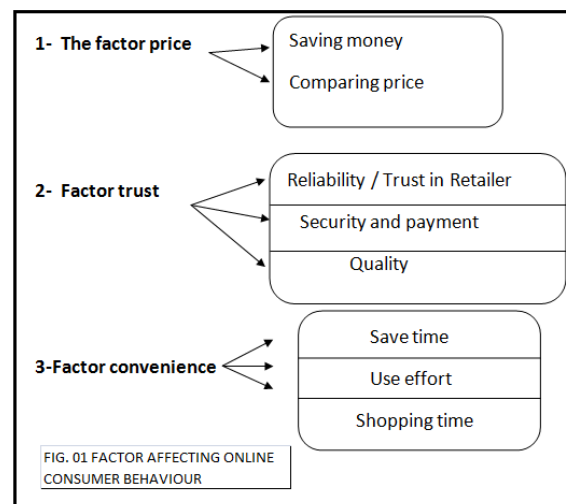 1- The factor price
Saving money
Comparing price
2- Factor trust
Reliability / Trust in Retailer
Security and payment
Quality
3-Factor convenience
Save time
Use effort
Shopping time
FIG. 01 FACTOR AFFECTING ONLINE
CONSUMER BEHAVIOUR